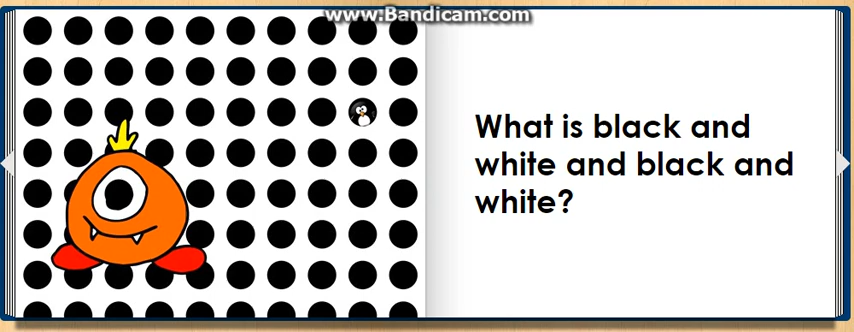 www.Bandicam.com
What is black and
white and black and
white?